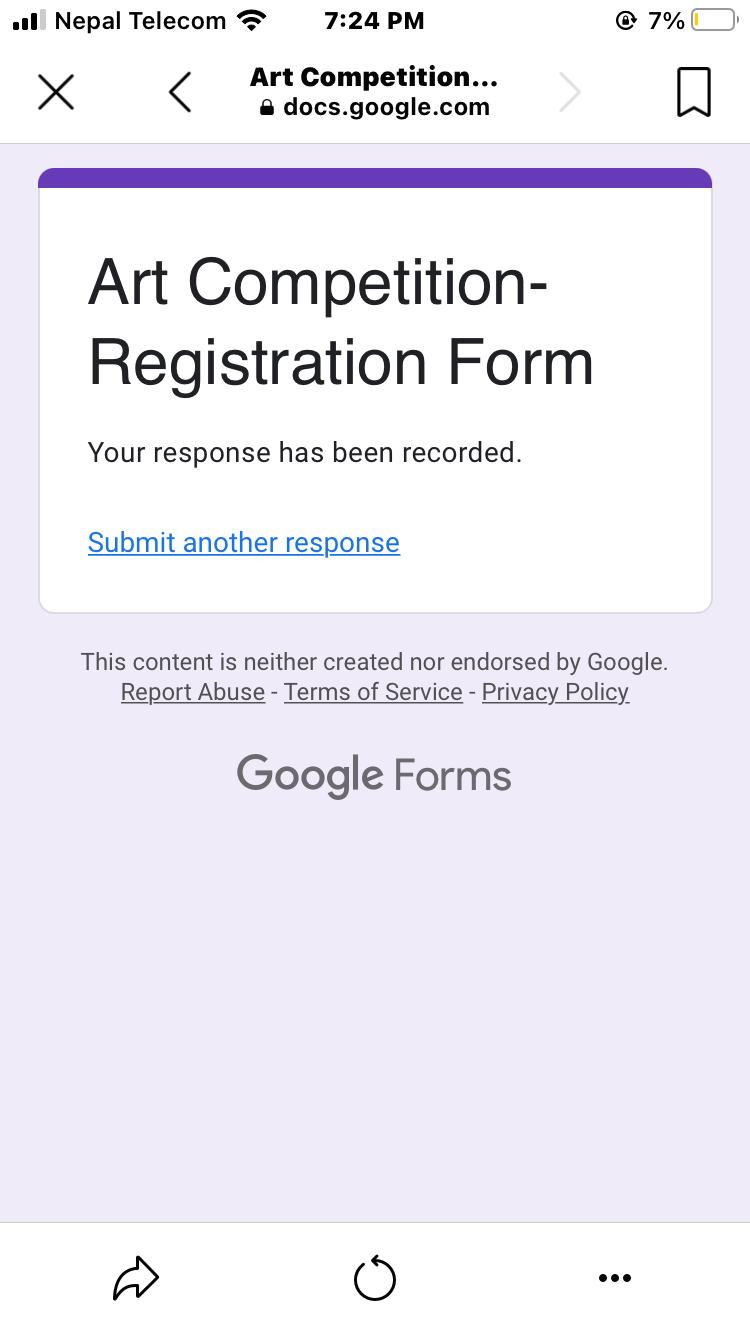 Nepal Telecom 7:24 PM 7%
Art Competition...
docs.google.com
Art Competition-
Registration Form
Your response has been recorded.
Submit another response
This content is neither created nor endorsed by Google.
Report Abuse - Terms of Service - Privacy Policy
Google Forms